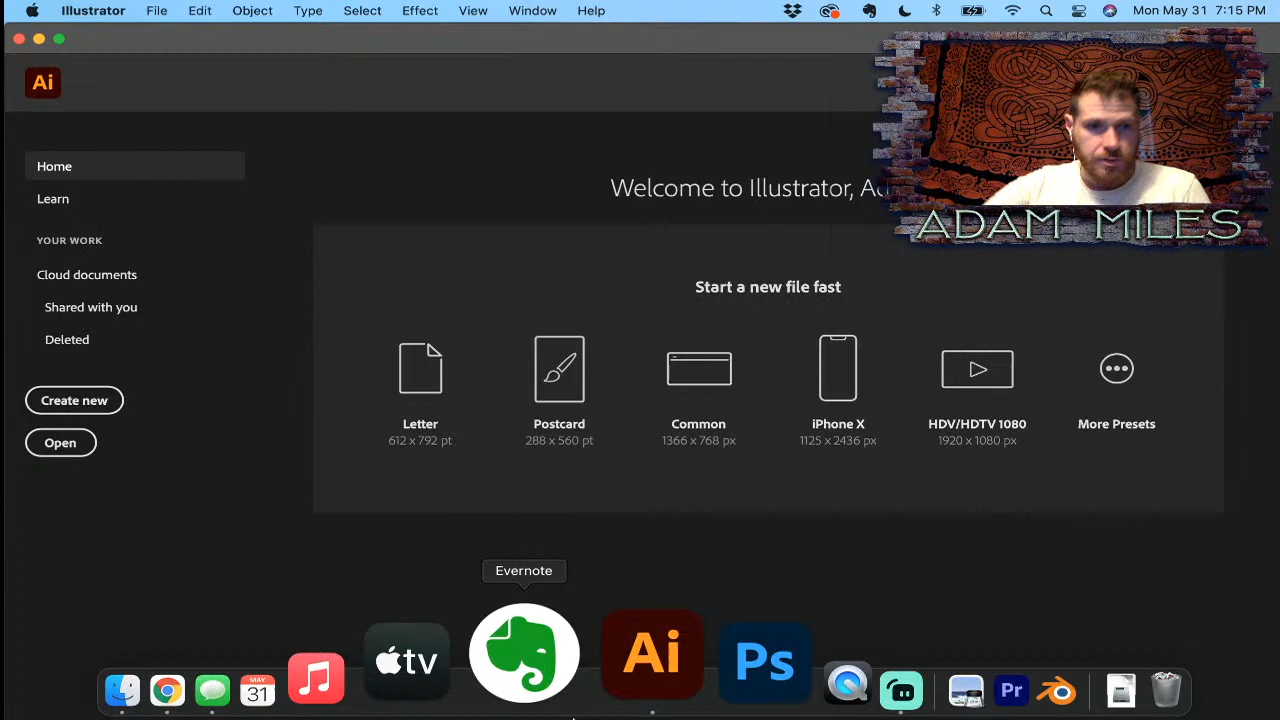 Illustrator File Edit Object Type Select Effect View Window Help Mon May 31 7:15 PM
Ai
ADAM MILES
Home
Learn
YOUR WORK
Cloud documents
Shared with you
Deleted
Create new
Open
Welcome to Illustrator, Ad
Start a new file fast
Letter
612 x 792 pt
Postcard
288 x 560 pt
Common
1366 x 768 px
iPhone X
1125 x 2436 px
HDV/HDTV 1080
1920 x 1080 px
More Presets
Evernote
MAY
31
tv
Ai
Ps
Pr